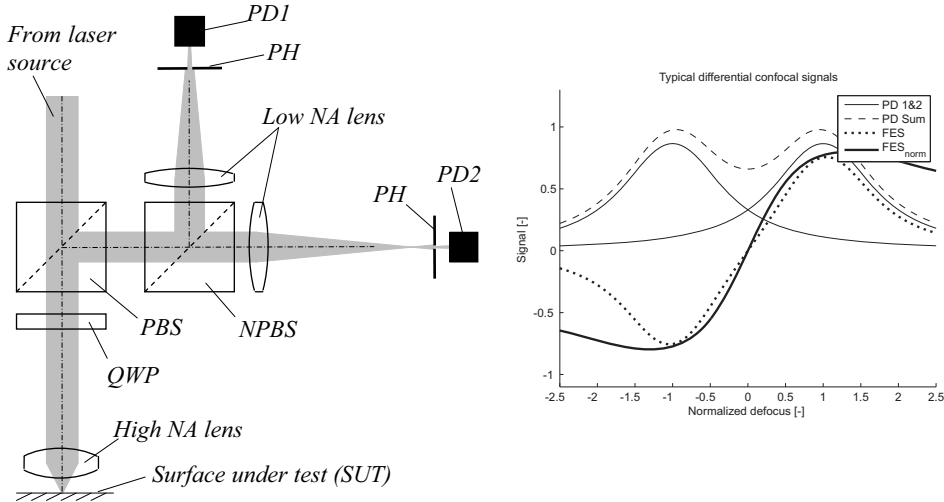 From laser
source
PD1
PH
Low NA lens
PH
PD2
PBS
NPBS
QWP
High NA lens
Surface under test (SUT)
Typical differential confocal signals
PD 1&2
PD Sum
FES
FES norm
Signal [-]
1
0.5
0
-0.5
-1
-2.5 -2 -1.5 -1 -0.5 0 0.5 1 1.5 2 2.5
Normalized defocus [-]